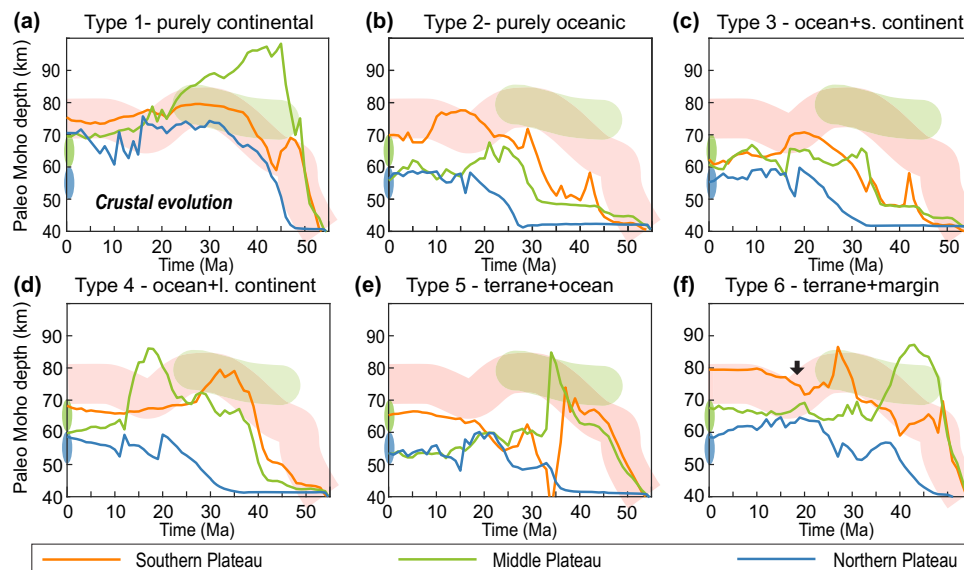 (a) Type 1- purely continental
(b) Type 2- purely oceanic
(c) Type 3 - ocean+s. continent
Paleo Moho depth (km)
90
80
70
60
50
40
Crustal evolution
0 10 20 30 40 50
Time (Ma)
90
80
70
60
50
40
0 10 20 30 40 50
Time (Ma)
90
80
70
60
50
40
0 10 20 30 40 50
Time (Ma)
(d) Type 4 - ocean+l. continent
(e) Type 5 - terrane+ocean
(f) Type 6 - terrane+margin
Paleo Moho depth (km)
90
80
70
60
50
40
0 10 20 30 40 50
Time (Ma)
90
80
70
60
50
40
0 10 20 30 40 50
Time (Ma)
90
80
70
60
50
40
0 10 20 30 40 50
Time (Ma)
Southern Plateau Middle Plateau Northern Plateau